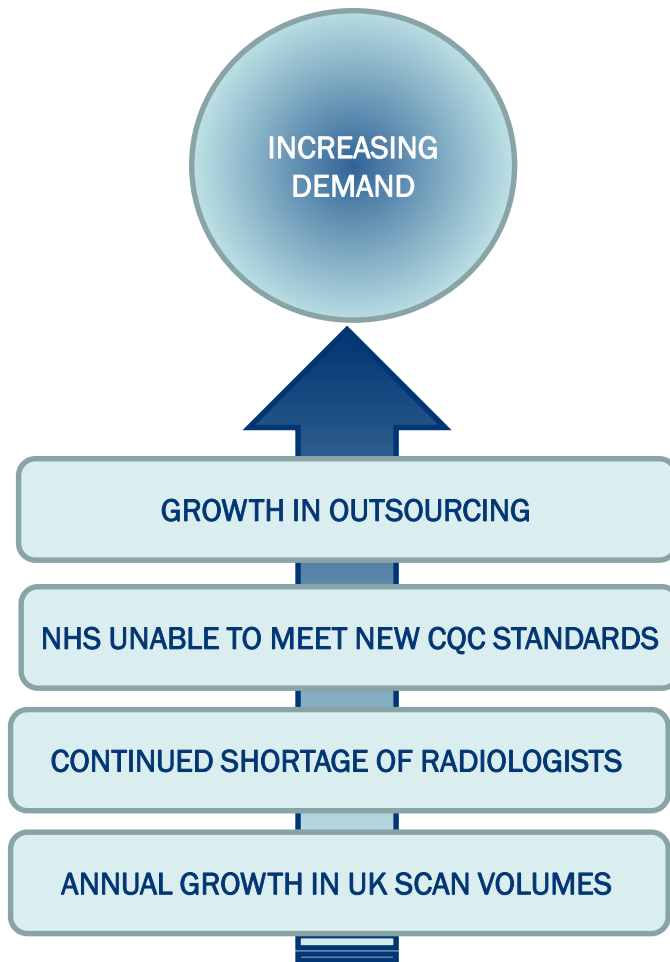 INCREASING
DEMAND
GROWTH IN OUTSOURCING
NHS UNABLE TO MEET NEW CQC STANDARDS
CONTINUED SHORTAGE OF RADIOLOGISTS
ANNUAL GROWTH IN UK SCAN VOLUMES